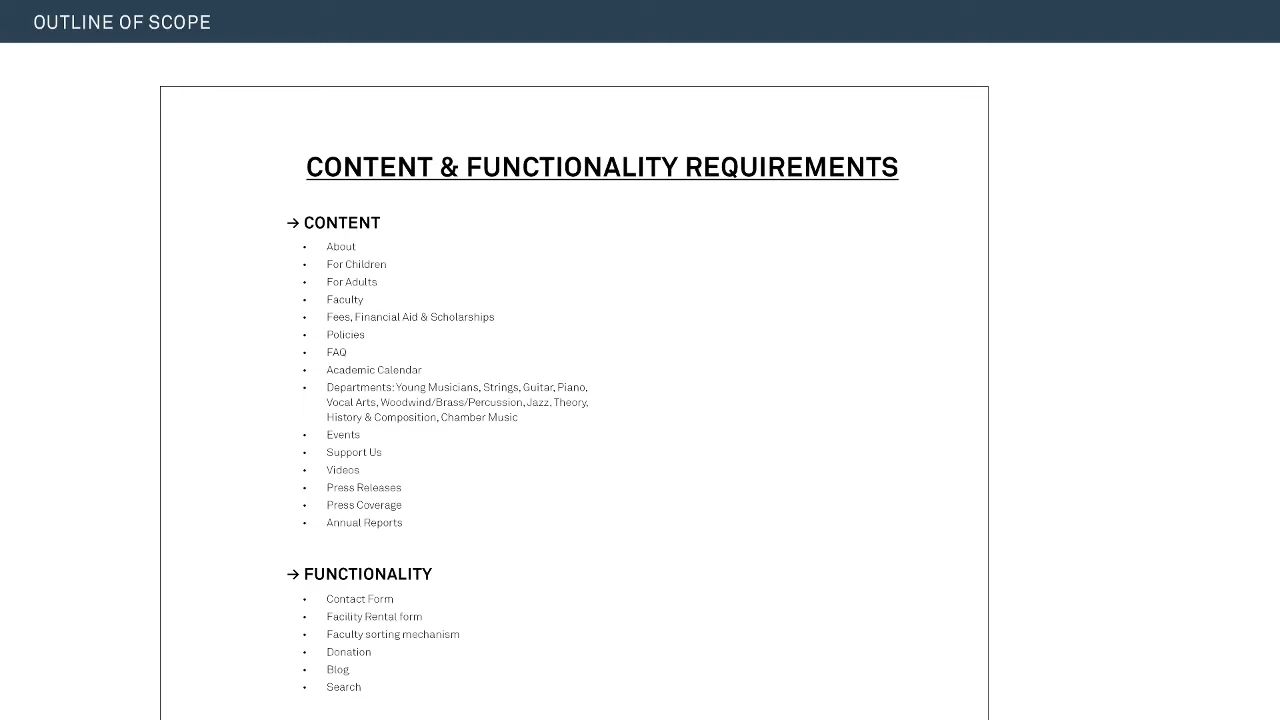 OUTLINE OF SCOPE
CONTENT & FUNCTIONALITY REQUIREMENTS
→ CONTENT
• About
• For Children
• For Adults
• Faculty
• Fees, Financial Aid & Scholarships
• Policies
• FAQ
• Academic Calendar
• Departments: Young Musicians, Strings, Guitar, Piano,
Vocal Arts, Woodwind/Brass/Percussion, Jazz, Theory,
History & Composition, Chamber Music
• Events
• Support Us
• Videos
• Press Releases
• Press Coverage
• Annual Reports
→ FUNCTIONALITY
• Contact Form
• Facility Rental form
• Faculty sorting mechanism
• Donation
• Blog
• Search